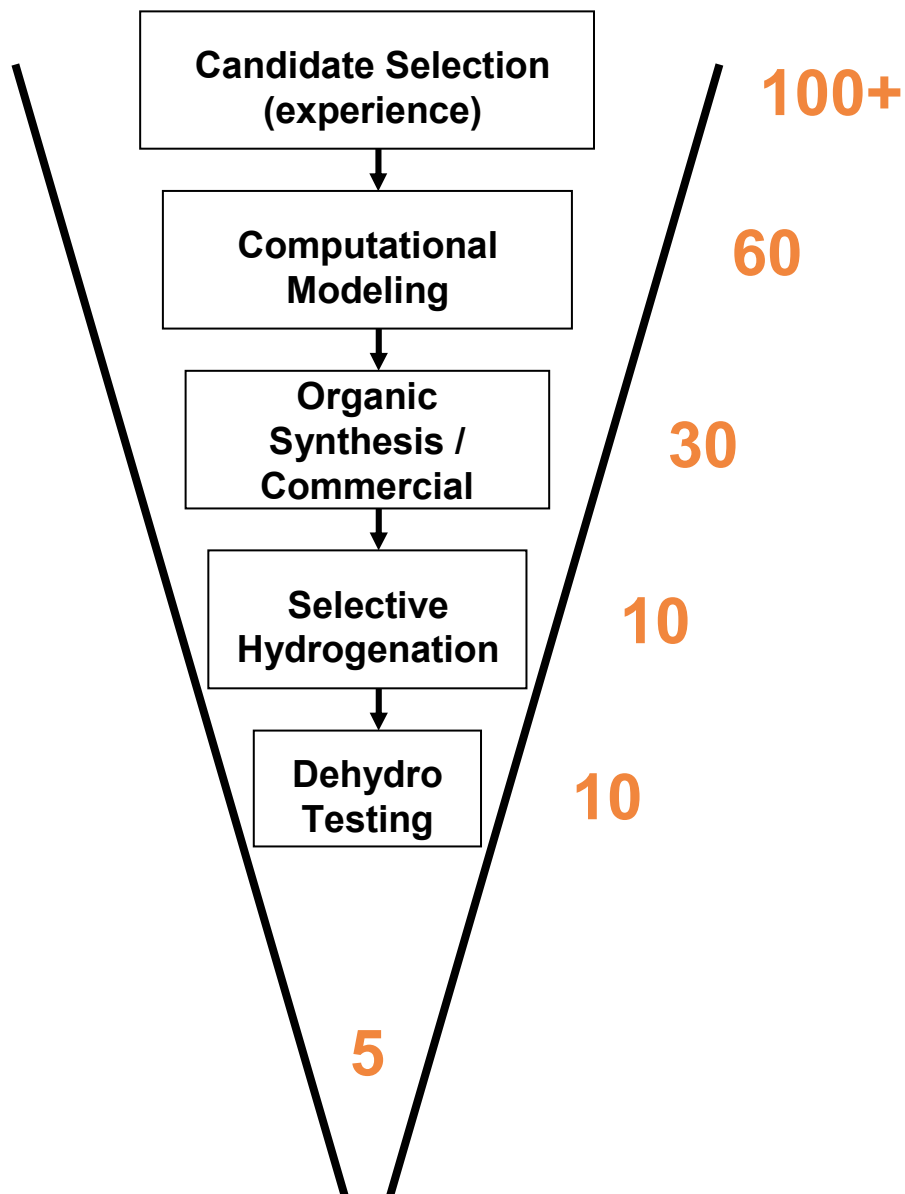 Candidate Selection
(experience)
100+
Computational
Modeling
60
Organic
Synthesis /
Commercial
30
Selective
Hydrogenation
10
Dehydro
Testing
10
5